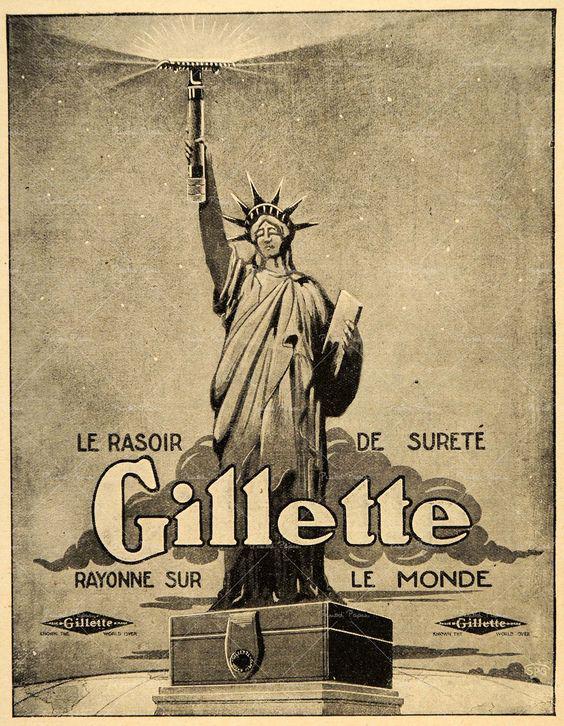 LE RASOIR DE SURETÉ
Gillette
RAYONNE SUR LE MONDE
Gillette
KNOWN THE WORLD OVER
Gillette
KNOWN THE WORLD OVER